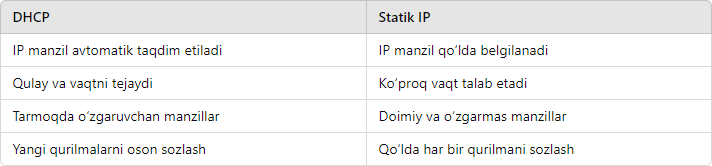 DHCP Statik IP
IP manzil avtomatik taqdim etiladi IP manzil qo‘lda belgilanadi
Qulay va vaqtni tejaydi Ko‘proq vaqt talab etadi
Tarmoqda o‘zgaruvchan manzillar Doimiy va o‘zgarmas manzillar
Yangi qurilmalarni oson sozlash Qo‘lda har bir qurilmani sozlash